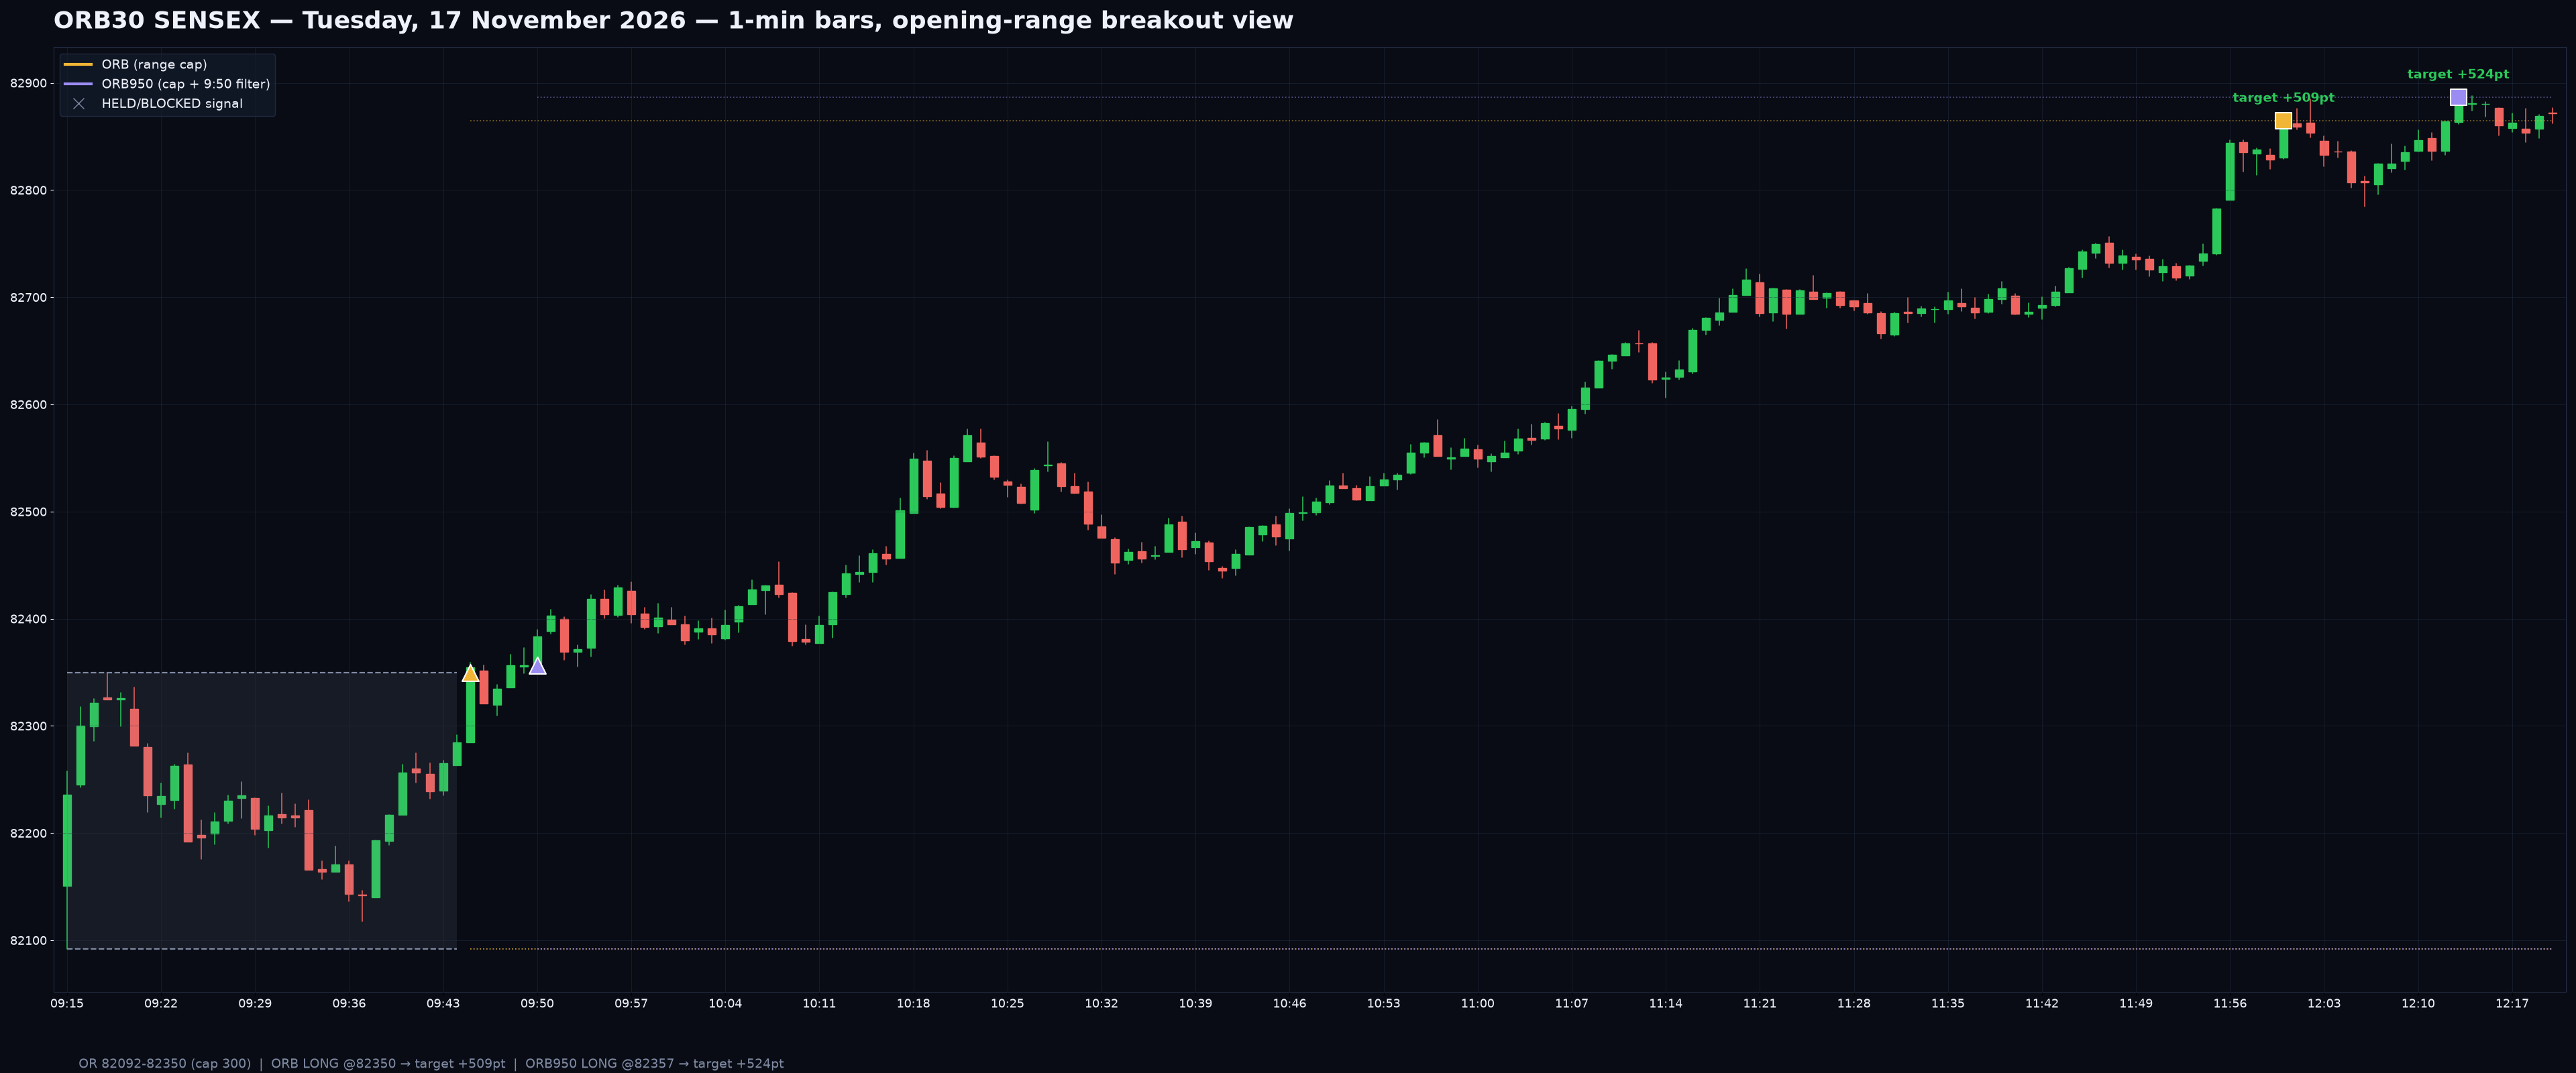 ORB30 SENSEX — Tuesday, 17 November 2026 — 1-min bars, opening-range breakout view
ORB (range cap)
ORB950 (cap + 9:50 filter)
HELD/BLOCKED signal
target +524pt
target +509pt
82900
82800
82700
82600
82500
82400
82300
82200
82100
09:15 09:22 09:29 09:36 09:43 09:50 09:57 10:04 10:11 10:18 10:25 10:32 10:39 10:46 10:53 11:00 11:07 11:14 11:21 11:28 11:35 11:42 11:49 11:56 12:03 12:10 12:17
OR 82092-82350 (cap 300) | ORB LONG @82350 → target +509pt | ORB950 LONG @82357 → target +524pt